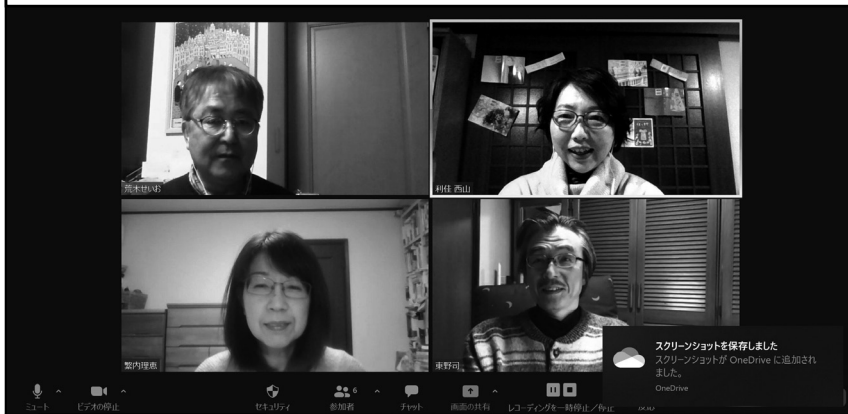 荒木せいお
利佳 西山
繁内理恵
東野司
スクリーンショットを保存しました
スクリーンショットが OneDrive に追加され
ました。
OneDrive
ミュート
ビデオの停止
セキュリティ
参加者
6
チャット
画面の共有
レコーディングを一時停止/停止